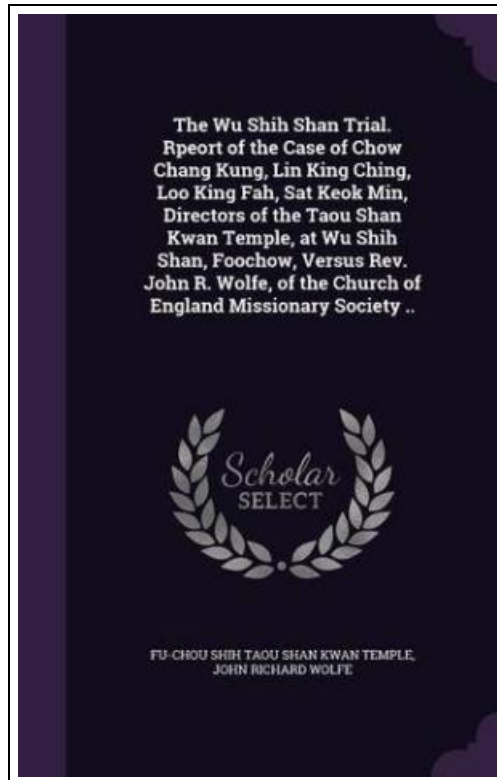 The Wu Shih Shan Trial.
Rpeort of the Case of Chow
Chang Kung, Lin King Ching,
Loo King Fah, Sat Keok Min,
Directors of the Taou Shan
Kwan Temple, at Wu Shih
Shan, Foochow, Versus Rev.
John R. Wolfe, of the Church of
England Missionary Society ..
Scholar
SELECT
FU-CHOU SHIH TAOU SHAN KWAN TEMPLE,
JOHN RICHARD WOLFE